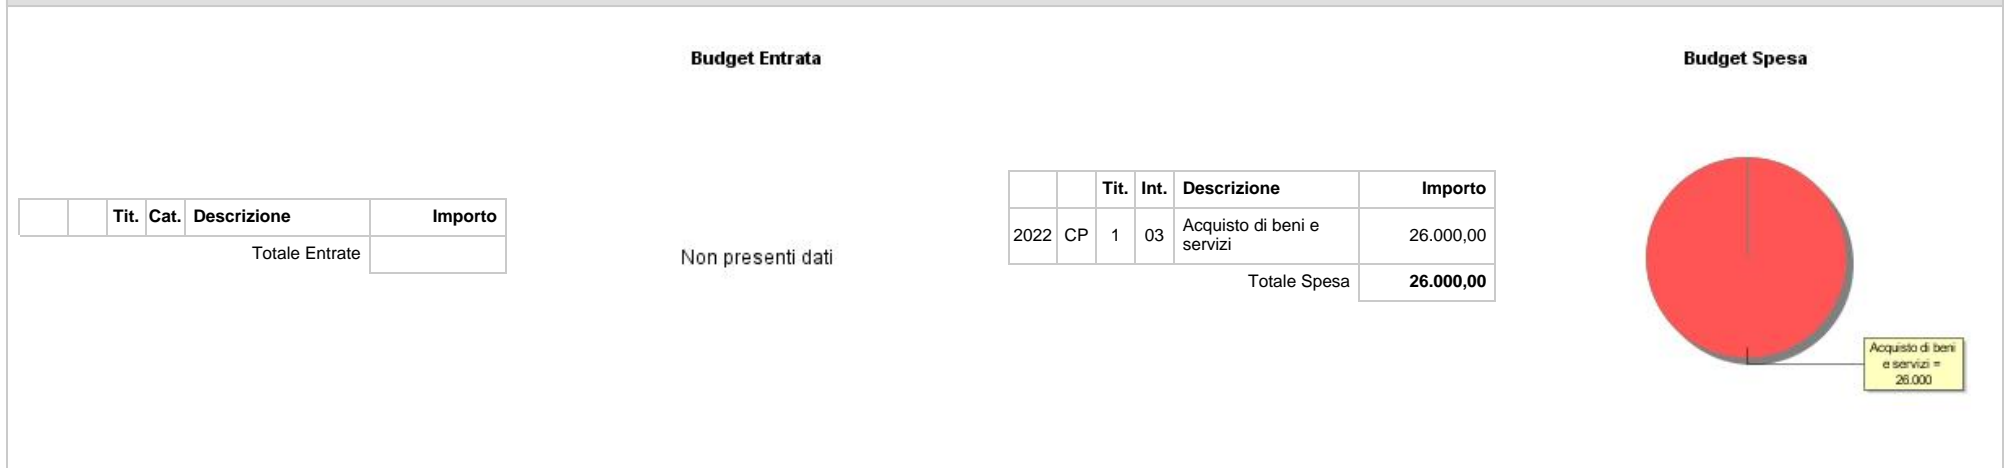 Budget Entrata
Tit. Cat. Descrizione Importo
Totale Entrate
Non presenti dati
Budget Spesa
Tit. Int. Descrizione Importo
2022 CP 1 03 Acquisto di beni e
servizi 26.000,00
Totale Spesa 26.000,00
Acquisto di beni
e servizi =
26.000